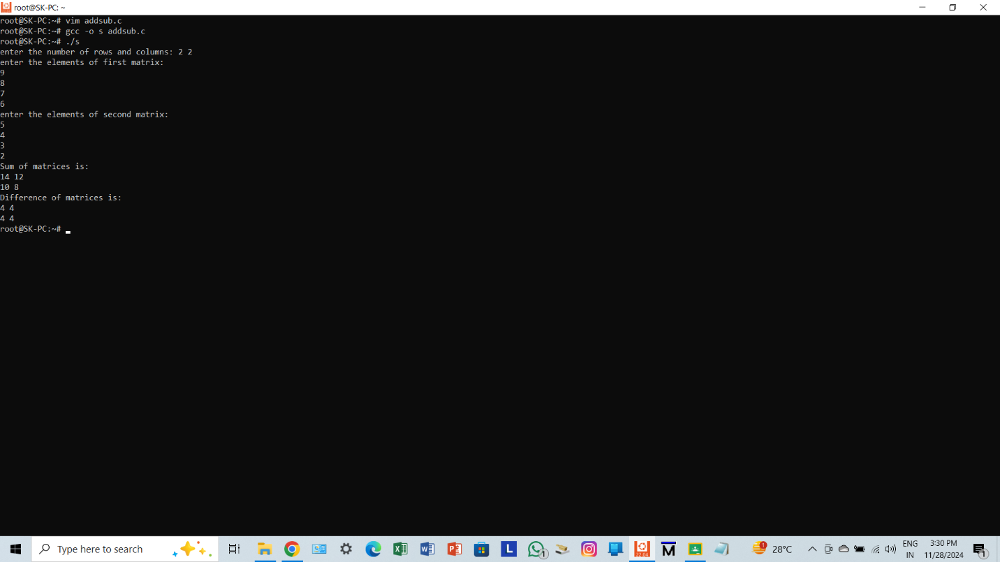 root@SK-PC: ~
root@SK-PC:~# vim addsub.c
root@SK-PC:~# gcc -o s addsub.c
root@SK-PC:~# ./s
enter the number of rows and columns: 2 2
enter the elements of first matrix:
9
8
7
6
enter the elements of second matrix:
5
4
3
2
Sum of matrices is:
14 12
10 8
Difference of matrices is:
4 4
4 4
root@SK-PC:~#
Type here to search
L
1
22.04
M
1
28°C
ENG
IN
3:30 PM
11/28/2024
1